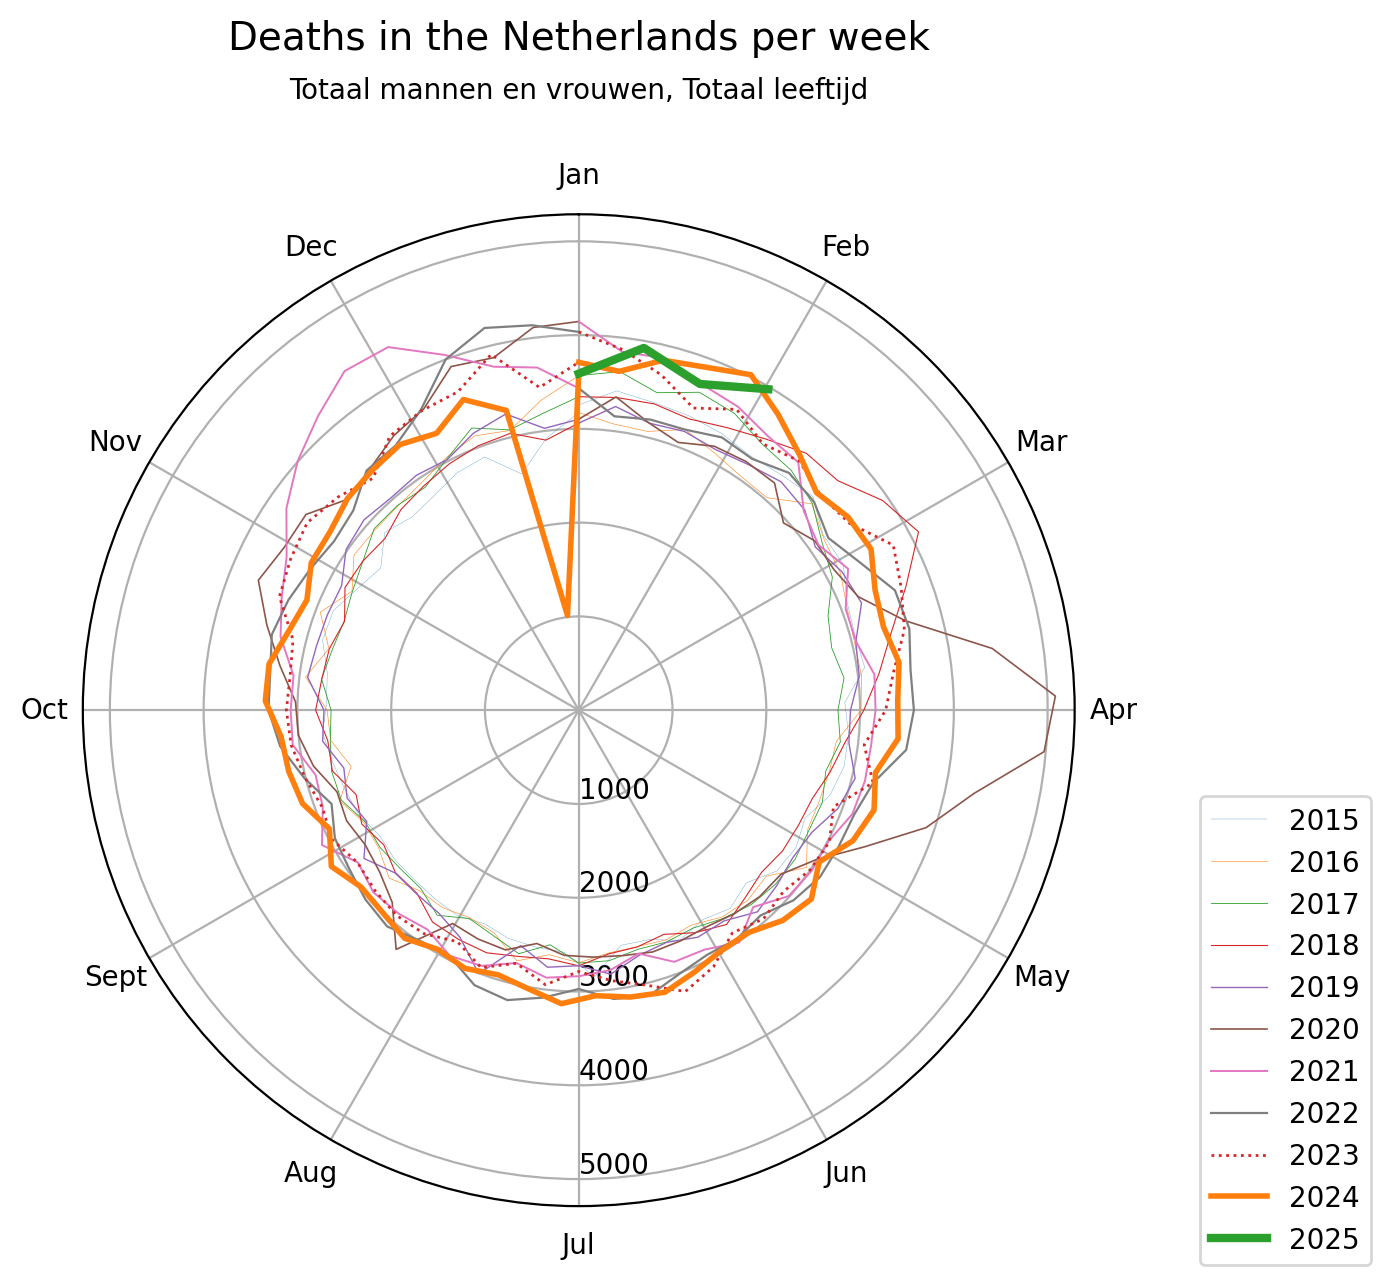 Deaths in the Netherlands per week
Totaal mannen en vrouwen, Totaal leeftijd
Jan
Feb
Mar
Apr
May
Jun
Jul
Aug
Sept
Oct
Nov
Dec
1000
2000
3000
4000
5000
2015
2016
2017
2018
2019
2020
2021
2022
2023
2024
2025